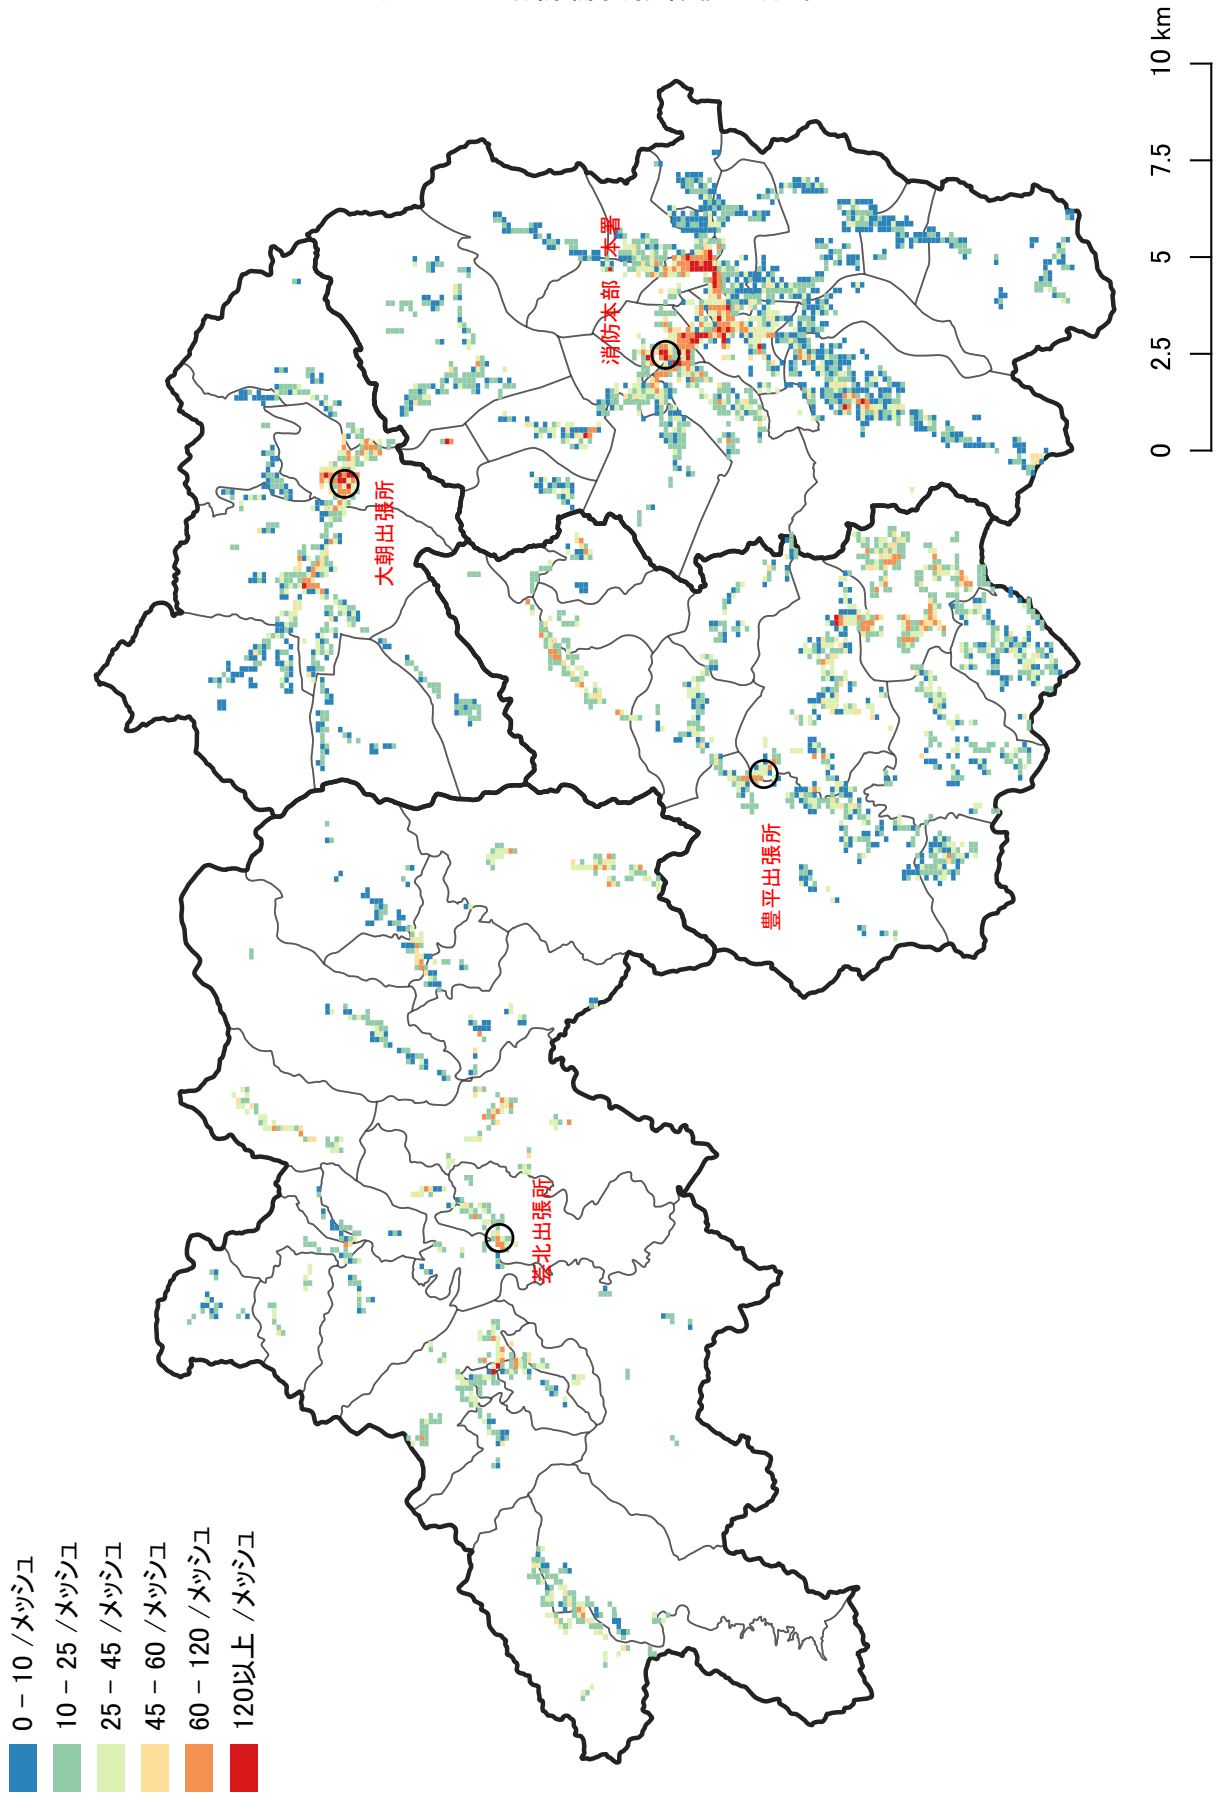 0 – 10 /メッシュ
10 – 25 /メッシュ
25 – 45 /メッシュ
45 – 60 /メッシュ
60 – 120 /メッシュ
120以上 /メッシュ
芸北出張所
大朝出張所
豊平出張所
消防本部・本署
0 2.5 5 7.5 10 km